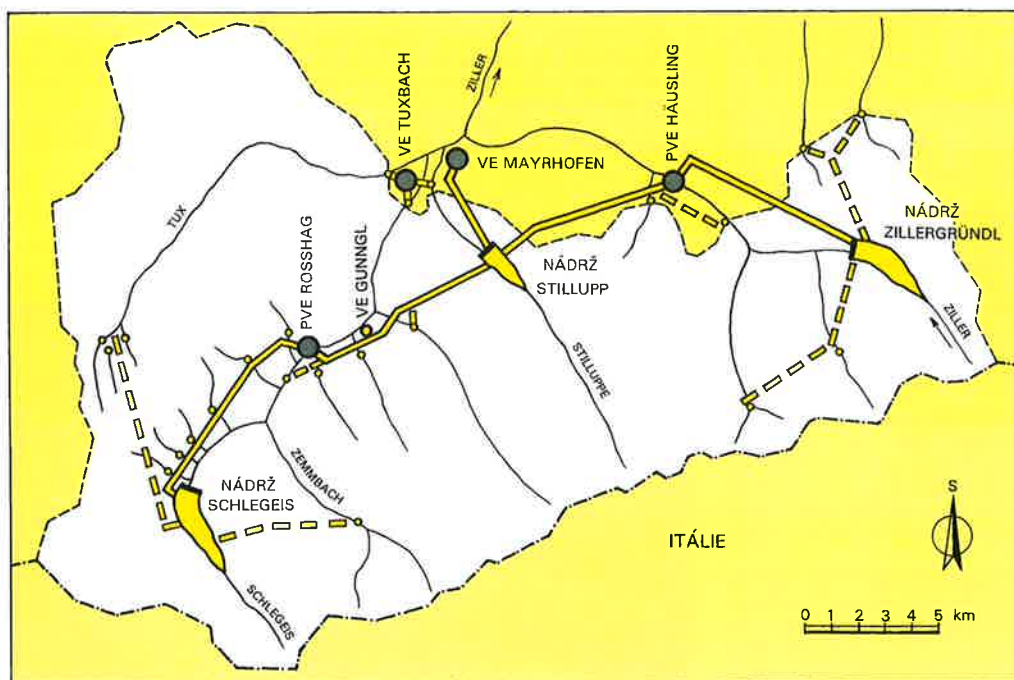 ZILLER
VE TUXBACH
VE MAYRHOFEN
PVE HÄUSLING
NÁDRŽ
ZILLERGRÜNDL
TUX
PVE ROSSHAG
VE GUNNGL
NÁDRŽ
STILLUPP
STILLUPPE
ZILLER
ZEMMBACH
NÁDRŽ
SCHLEGEIS
SCHLEGEIS
ITÁLIE
S
0 1 2 3 4 5 km